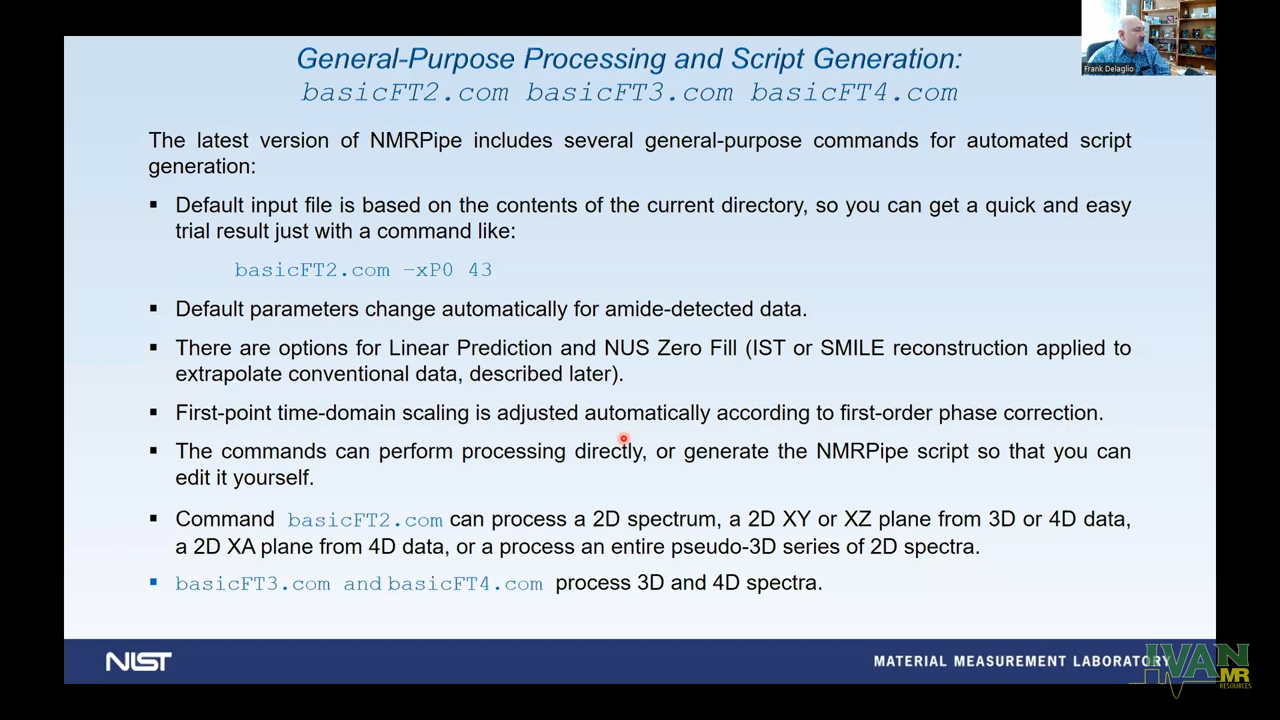 General-Purpose Processing and Script Generation:
basicFT2.com basicFT3.com basicFT4.com
Frank Delaglio
The latest version of NMRPipe includes several general-purpose commands for automated script
generation:
▪ Default input file is based on the contents of the current directory, so you can get a quick and easy
trial result just with a command like:
basicFT2.com –xP0 43
▪ Default parameters change automatically for amide-detected data.
▪ There are options for Linear Prediction and NUS Zero Fill (IST or SMILE reconstruction applied to
extrapolate conventional data, described later).
▪ First-point time-domain scaling is adjusted automatically according to first-order phase correction.
▪ The commands can perform processing directly, or generate the NMRPipe script so that you can
edit it yourself.
▪ Command basicFT2.com can process a 2D spectrum, a 2D XY or XZ plane from 3D or 4D data,
a 2D XA plane from 4D data, or a process an entire pseudo-3D series of 2D spectra.
▪ basicFT3.com and basicFT4.com process 3D and 4D spectra.
NIST
MATERIAL MEASUREMENT LABORATORY
IVAN
MR
RESOURCES